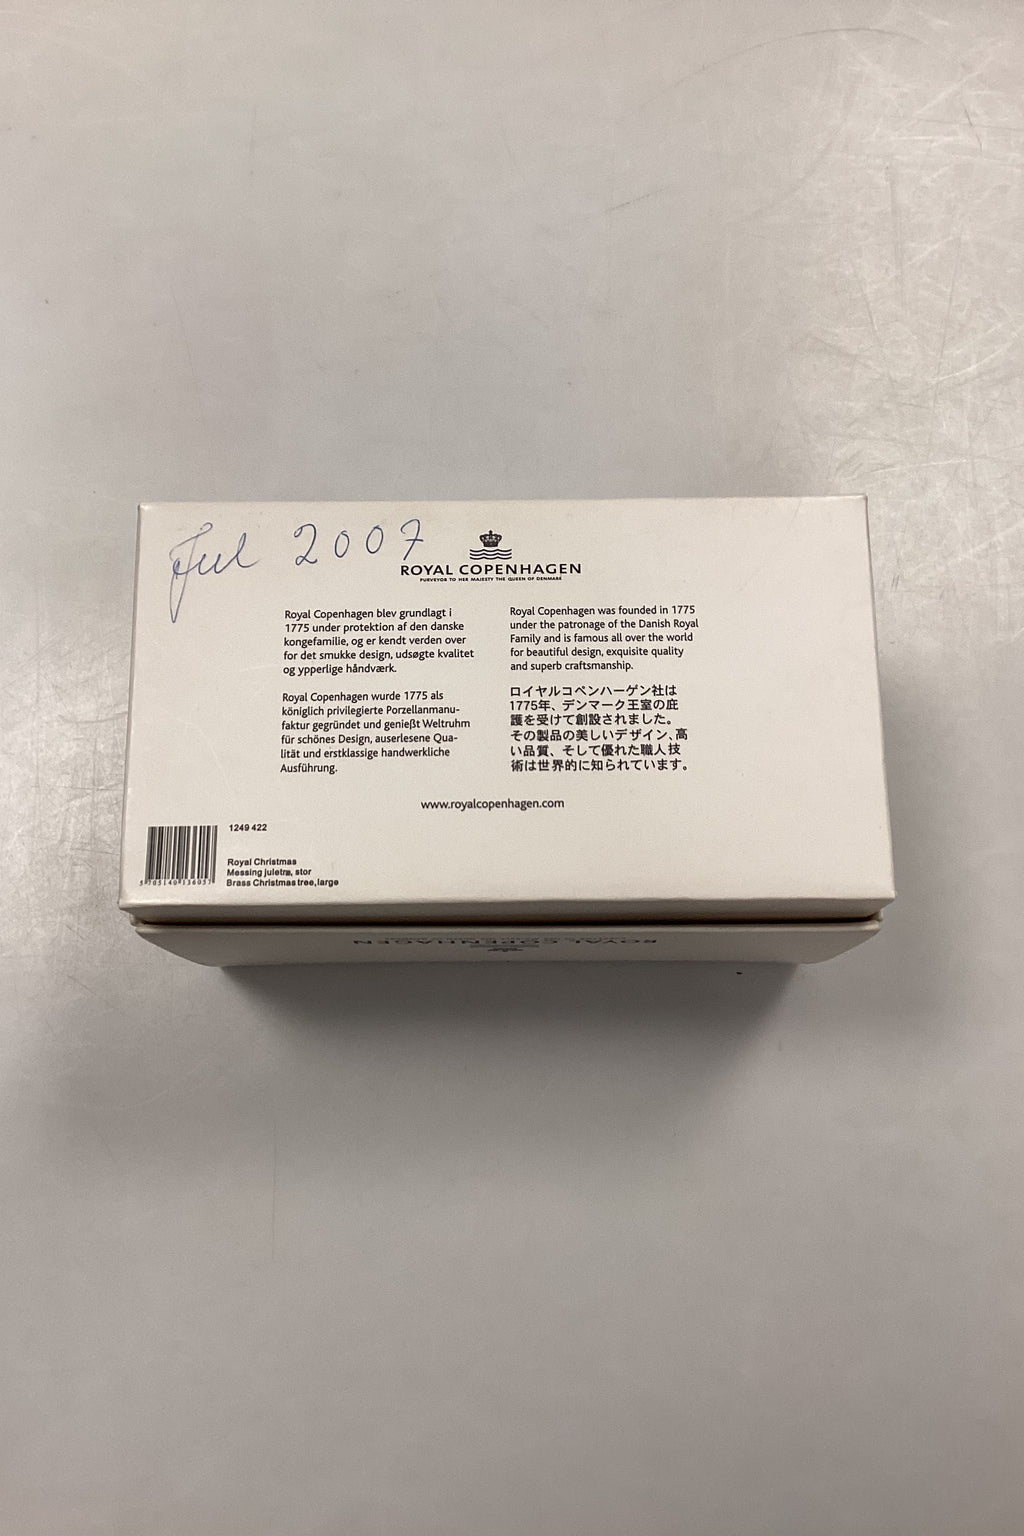 Jul 2007
ROYAL COPENHAGEN
PURVEYOR TO HER MAJESTY THE QUEEN OF DENMARK
Royal Copenhagen blev grundlagt i
1775 under protektion af den danske
kongefamilie, og er kendt verden over
for det smukke design, udsøgte kvalitet
og ypperlige håndværk.
Royal Copenhagen wurde 1775 als
königlich privilegierte Porzellanmanu-
faktur gegründet und genießt Weltruhm
für schönes Design, auserlesene Qua-
lität und erstklassige handwerkliche
Ausführung.
Royal Copenhagen was founded in 1775
under the patronage of the Danish Royal
Family and is famous all over the world
for beautiful design, exquisite quality
and superb craftsmanship.
ロイヤルコペンハーゲン社は
1775年、デンマーク王室の庇
護を受けて創設されました。
その製品の美しいデザイン、高
い品質、そして優れた職人技
術は世界的に知られています。
www.royalcopenhagen.com
1249 422
Royal Christmas
Messing juletræ, stor
Brass Christmas tree, large
5 705140 136057
ROYAL COPENHAGEN